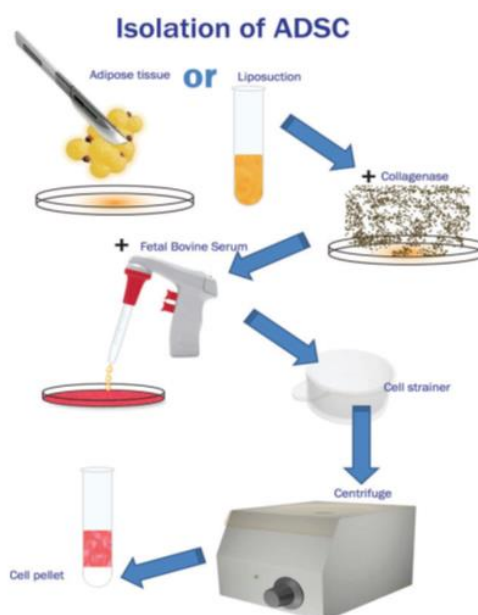 Isolation of ADSC
Adipose tissue or Liposuction
+ Collagenase
+ Fetal Bovine Serum
Cell strainer
Centrifuge
Cell pellet